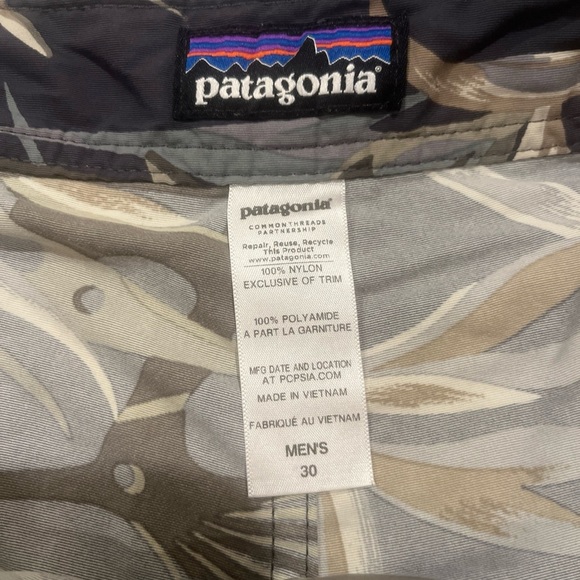 patagonia
patagonia
COMMONTHREADS
PARTNERSHIP
Repair, Reuse, Recycle
This Product
www.patagonia.com
100% NYLON
EXCLUSIVE OF TRIM
100% POLYAMIDE
A PART LA GARNITURE
MFG DATE AND LOCATION
AT PCPSIA.COM
MADE IN VIETNAM
FABRIQUÉ AU VIETNAM
MEN'S
30